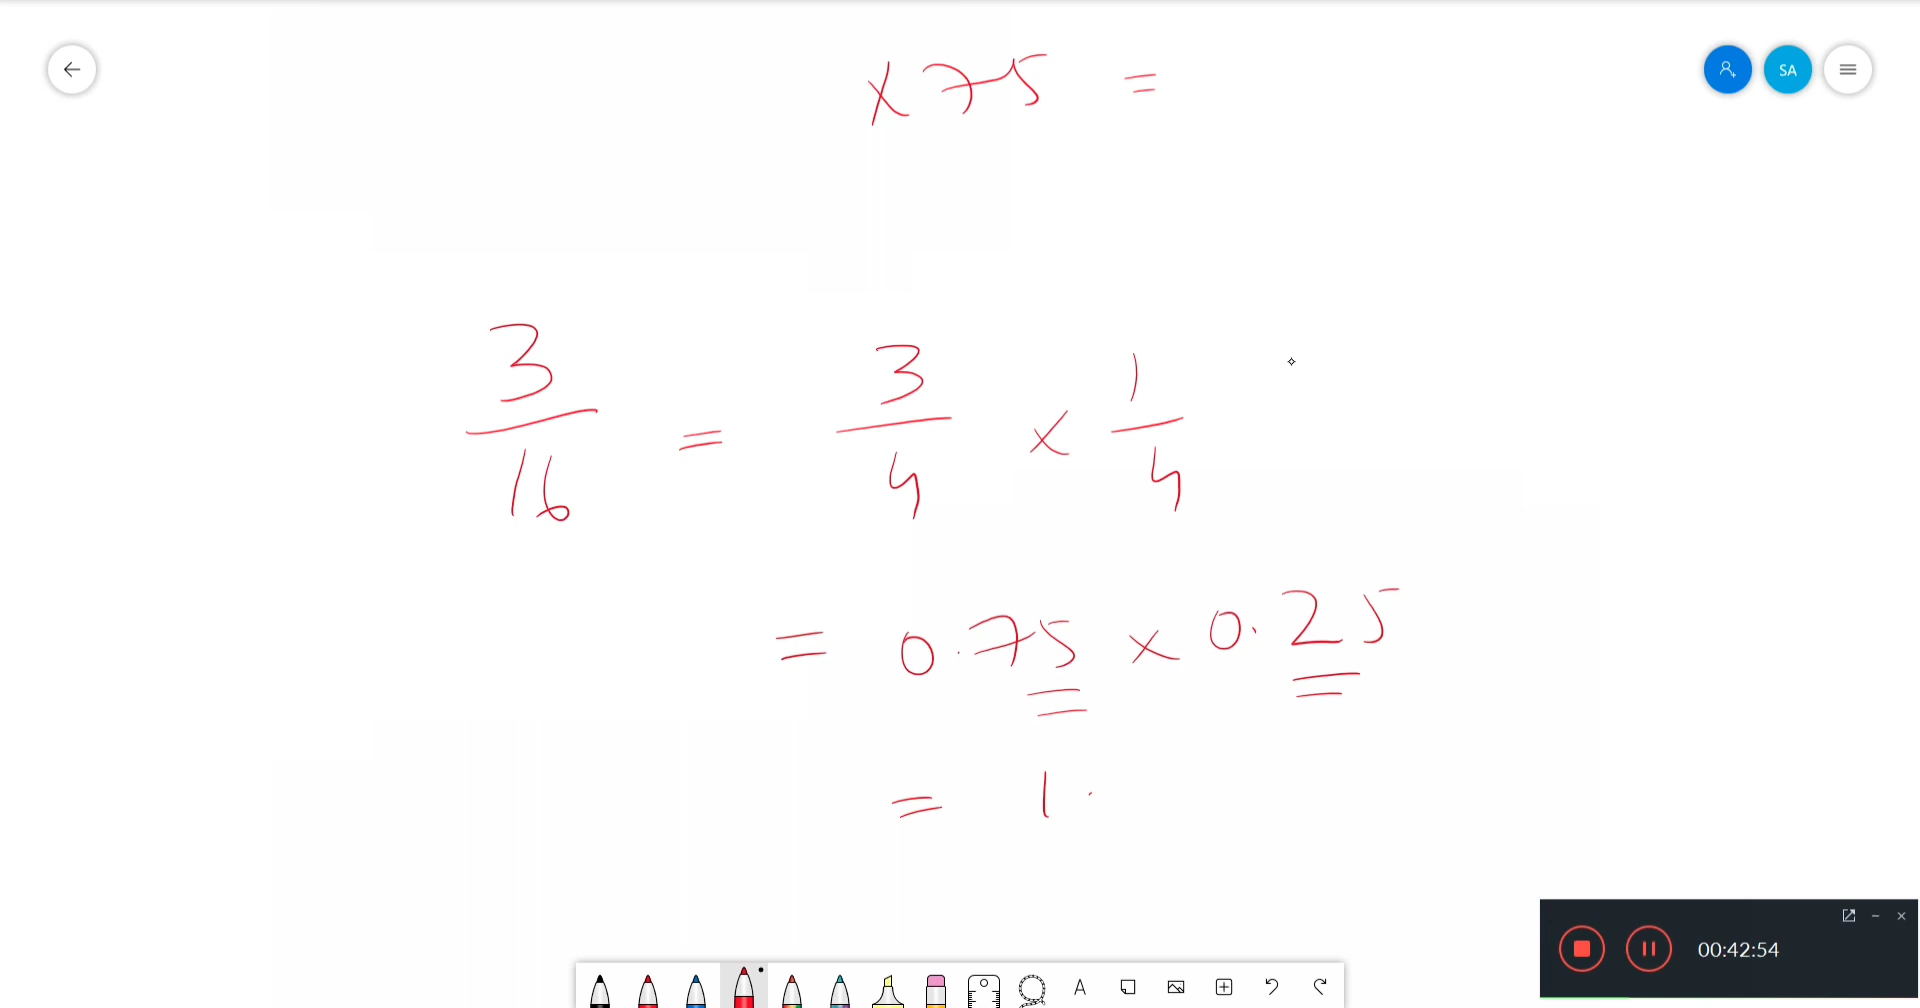 SA
× 75 =
3/16 = 3/4 × 1/4
= 0.75 × 0.25
= 1.
A
00:42:54